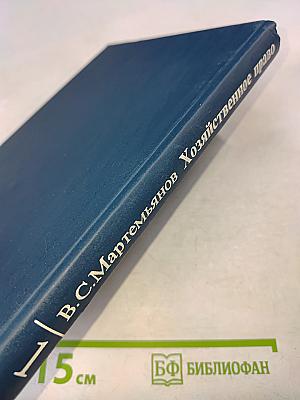 1 В.С.Мартемьянов Хозяйственное право
15 см
БФ БИБЛИОФАН